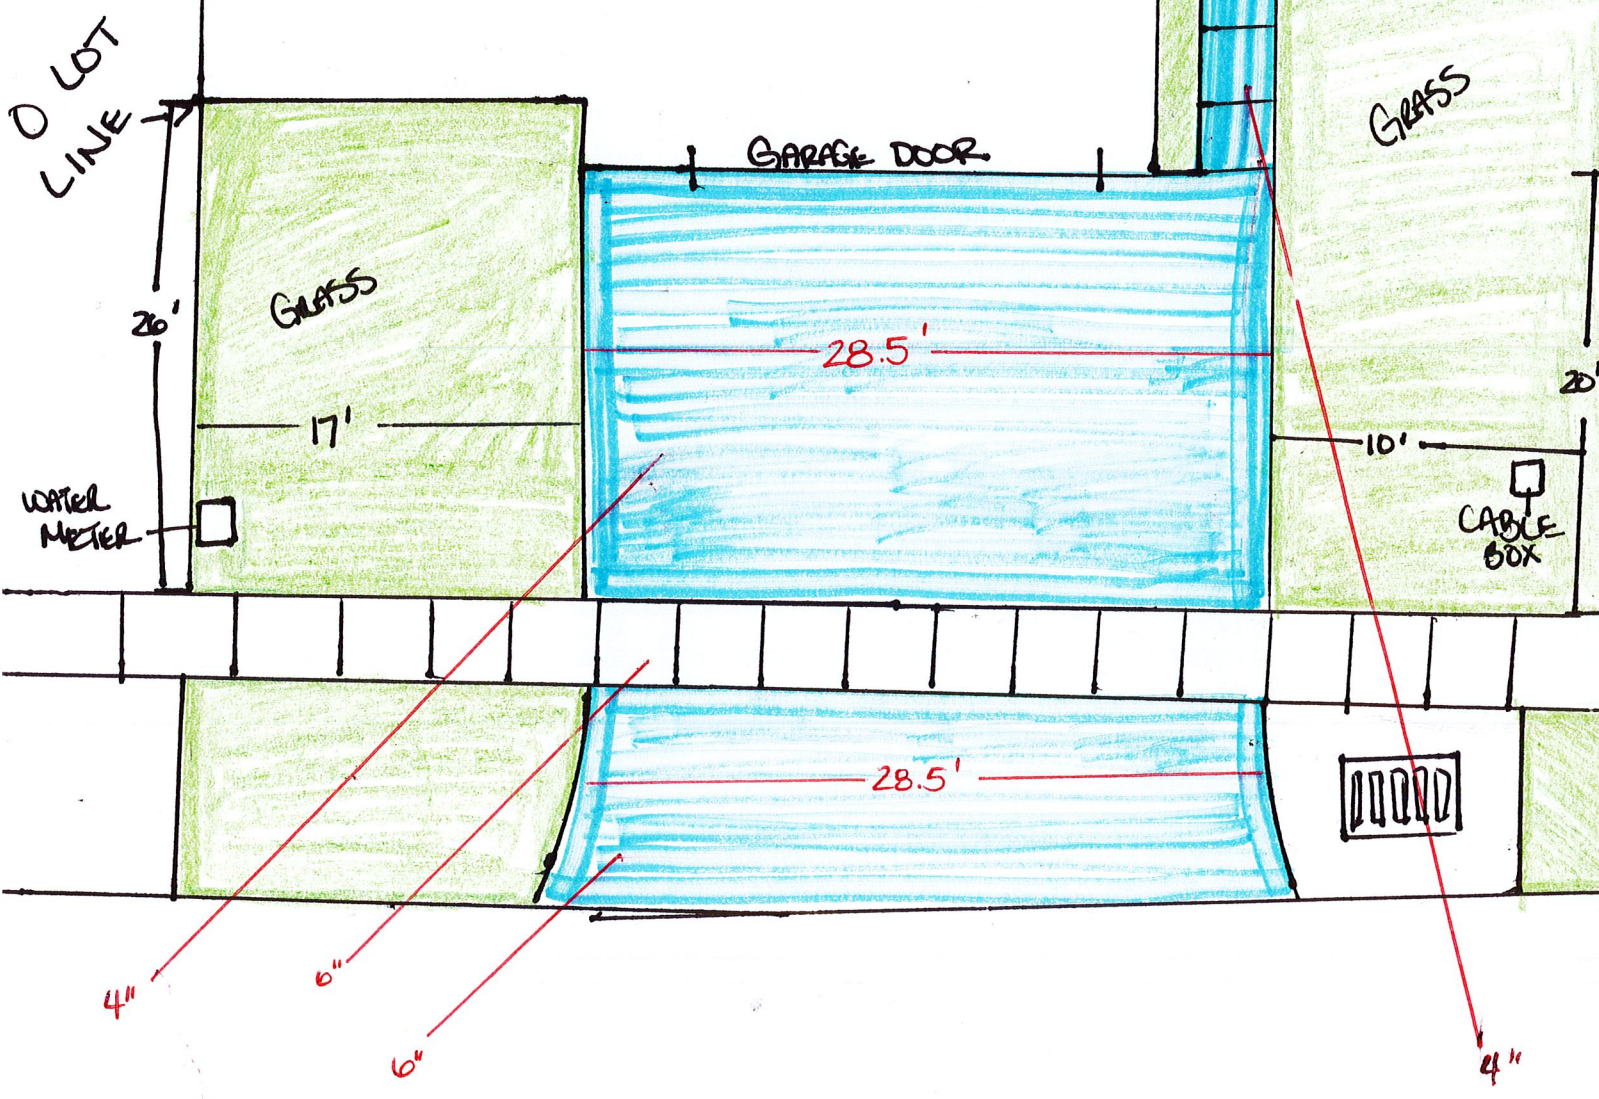 0 LOT
LINE
GARAGE DOOR
GRASS
GRASS
26'
28.5'
20'
17'
10'
WATER
METER
CABLE
BOX
28.5'
4"
6"
6"
4"